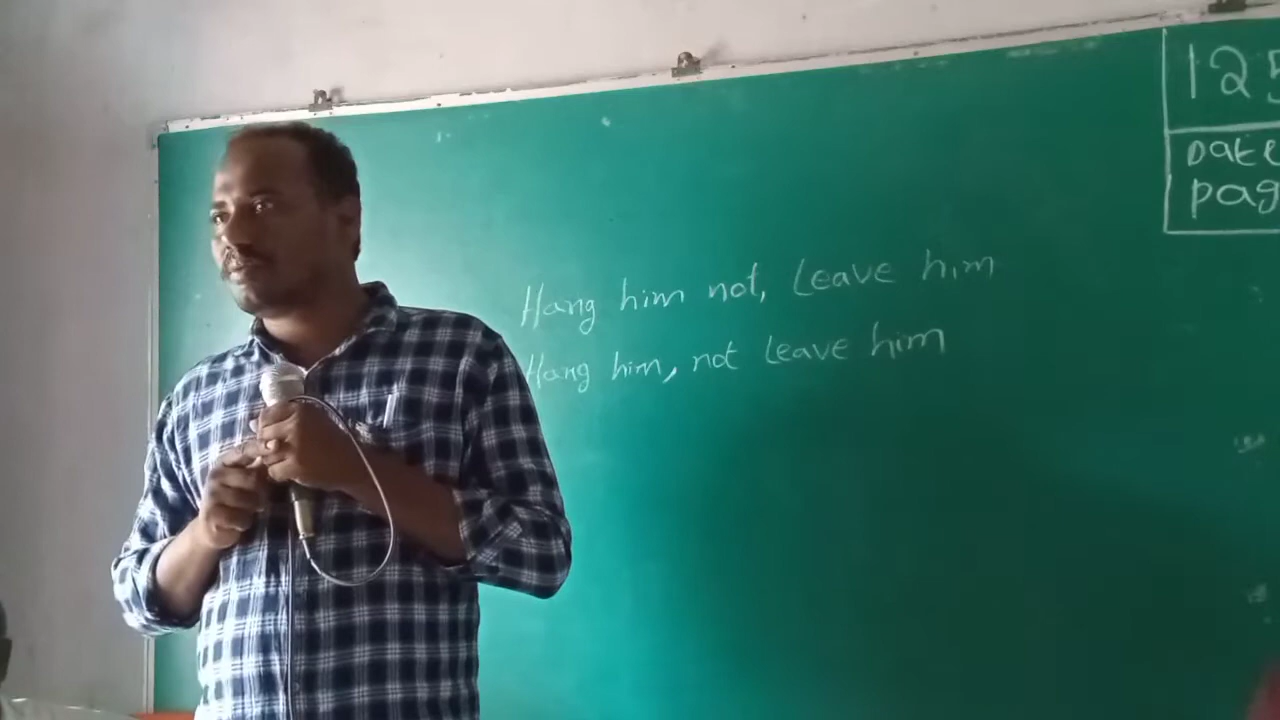 Hang him not, Leave him
Hang him, not Leave him
125
Date
pag